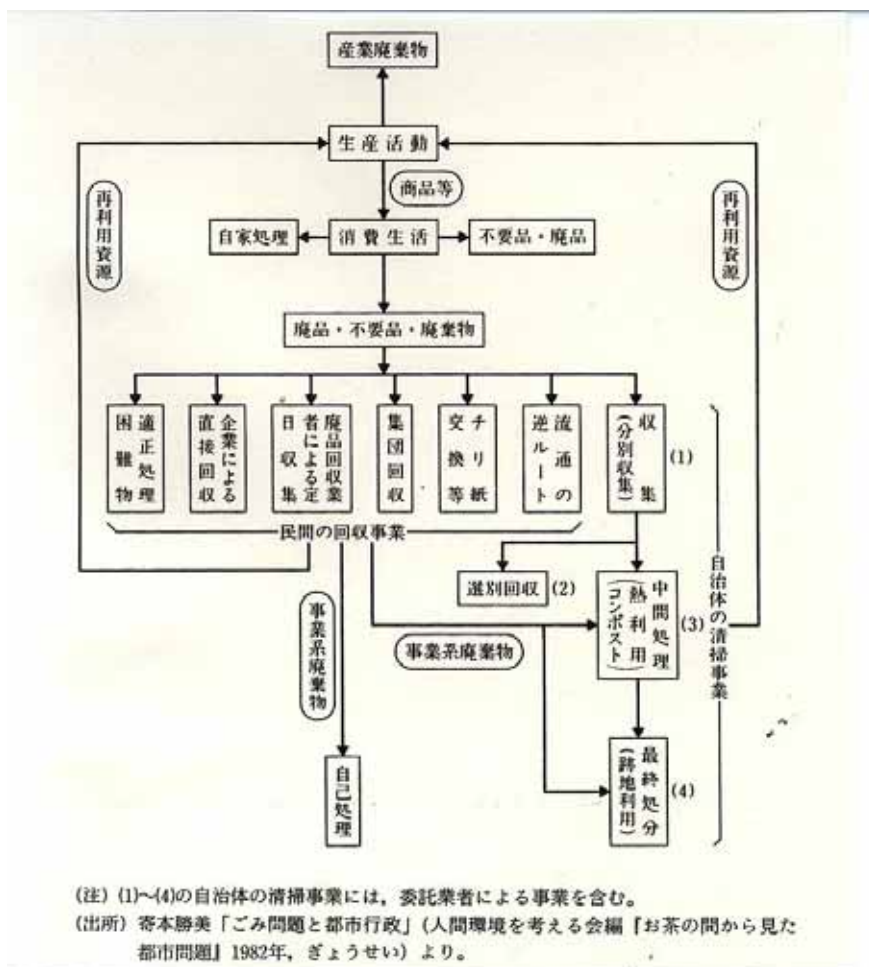 産業廃棄物
生産活動
商品等
再利用資源
再利用資源
自家処理
消費生活
不要品・廃品
廃品・不要品・廃棄物
適正処理
困難物
企業による
直接回収
廃品回収業
者による定
日収集
集団回収
チリ紙
交換等
流通の
逆ルート
収集
(分別収集)
(1)
民間の回収事業
自治体の清掃事業
選別回収
(2)
中間処理
(熱利用
コンポスト)
(3)
事業系廃棄物
事業系廃棄物
自己処理
最終処分
(跡地利用)
(4)
(注) (1)~(4)の自治体の清掃事業には,委託業者による事業を含む。
(出所) 寄本勝美「ごみ問題と都市行政」(人間環境を考える会編『お茶の間から見た
都市問題』1982年,ぎょうせい)より。